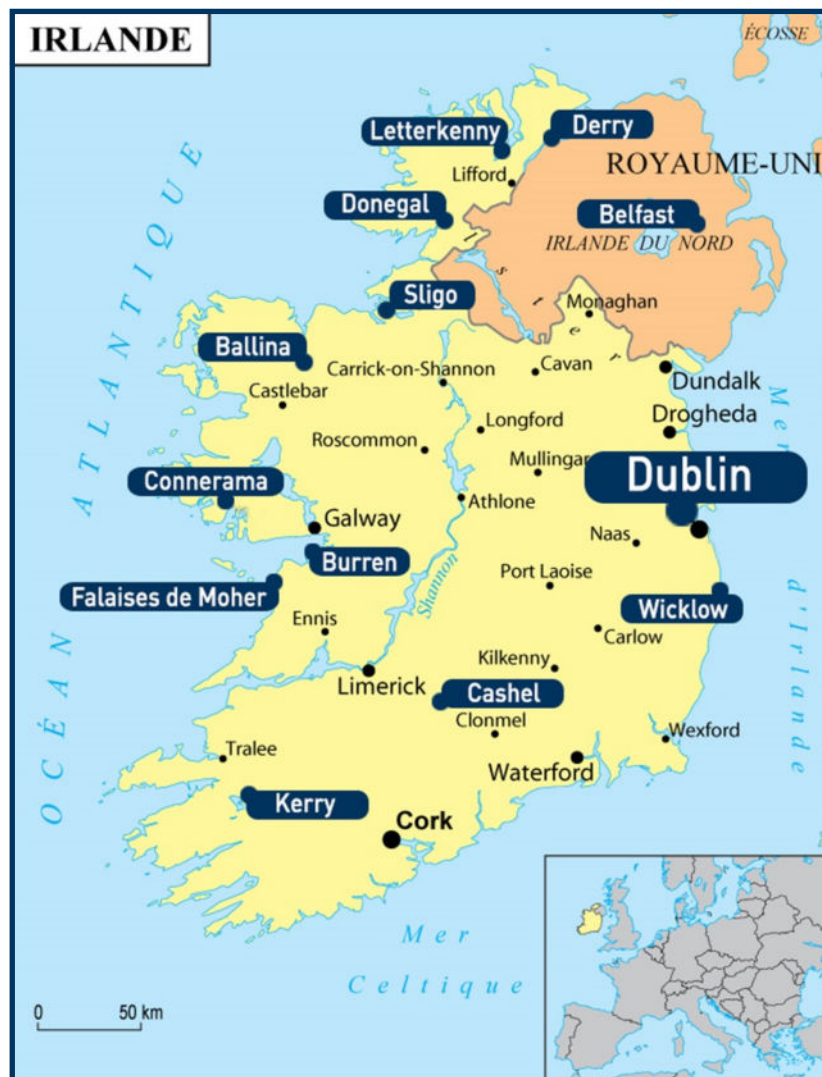 IRLANDE
ÉCOSSE
Letterkenny
Derry
ROYAUME-UNI
Lifford
Donegal
Belfast
IRLANDE DU NORD
Ulster
Sligo
Monaghan
Ballina
Carrick-on-Shannon
Cavan
Dundalk
Castlebar
Longford
Drogheda
Roscommon
Mullingar
Dublin
Connerama
Athlone
Galway
Naas
Burren
Port Laoise
Falaises de Moher
Shannon
Wicklow
Ennis
Carlow
Kilkenny
Limerick
Cashel
Clonmel
Wexford
Tralee
Waterford
Kerry
Cork
OCÉAN ATLANTIQUE
Mer d'Irlande
Mer
Celtique
0 50 km